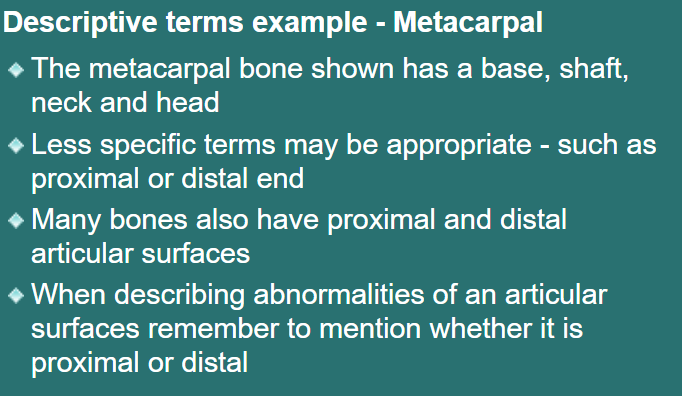 Descriptive terms example - Metacarpal
The metacarpal bone shown has a base, shaft,
neck and head
Less specific terms may be appropriate - such as
proximal or distal end
Many bones also have proximal and distal
articular surfaces
When describing abnormalities of an articular
surfaces remember to mention whether it is
proximal or distal